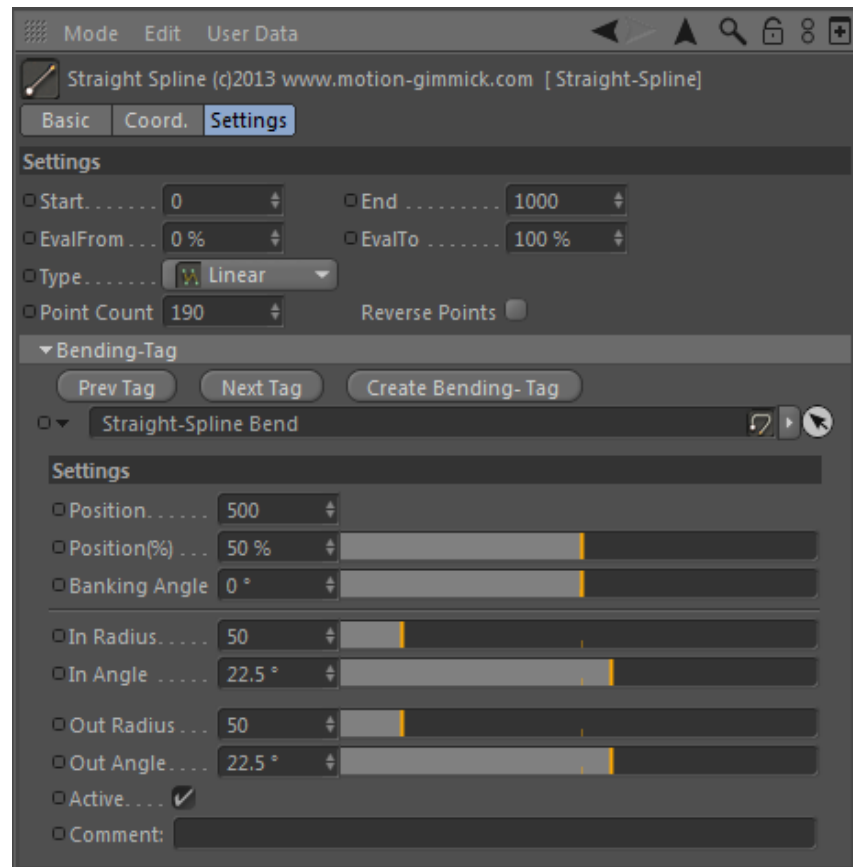 Mode Edit User Data
Straight Spline (c)2013 www.motion-gimmick.com [ Straight-Spline]
Basic Coord. Settings
Settings
Start....... 0 End ......... 1000
EvalFrom ... 0 % EvalTo ....... 100 %
Type....... Linear
Point Count 190 Reverse Points
Bending-Tag
Prev Tag Next Tag Create Bending- Tag
Straight-Spline Bend
Settings
Position...... 500
Position(%) ... 50 %
Banking Angle 0 °
In Radius..... 50
In Angle ..... 22.5 °
Out Radius ... 50
Out Angle.... 22.5 °
Active....
Comment: